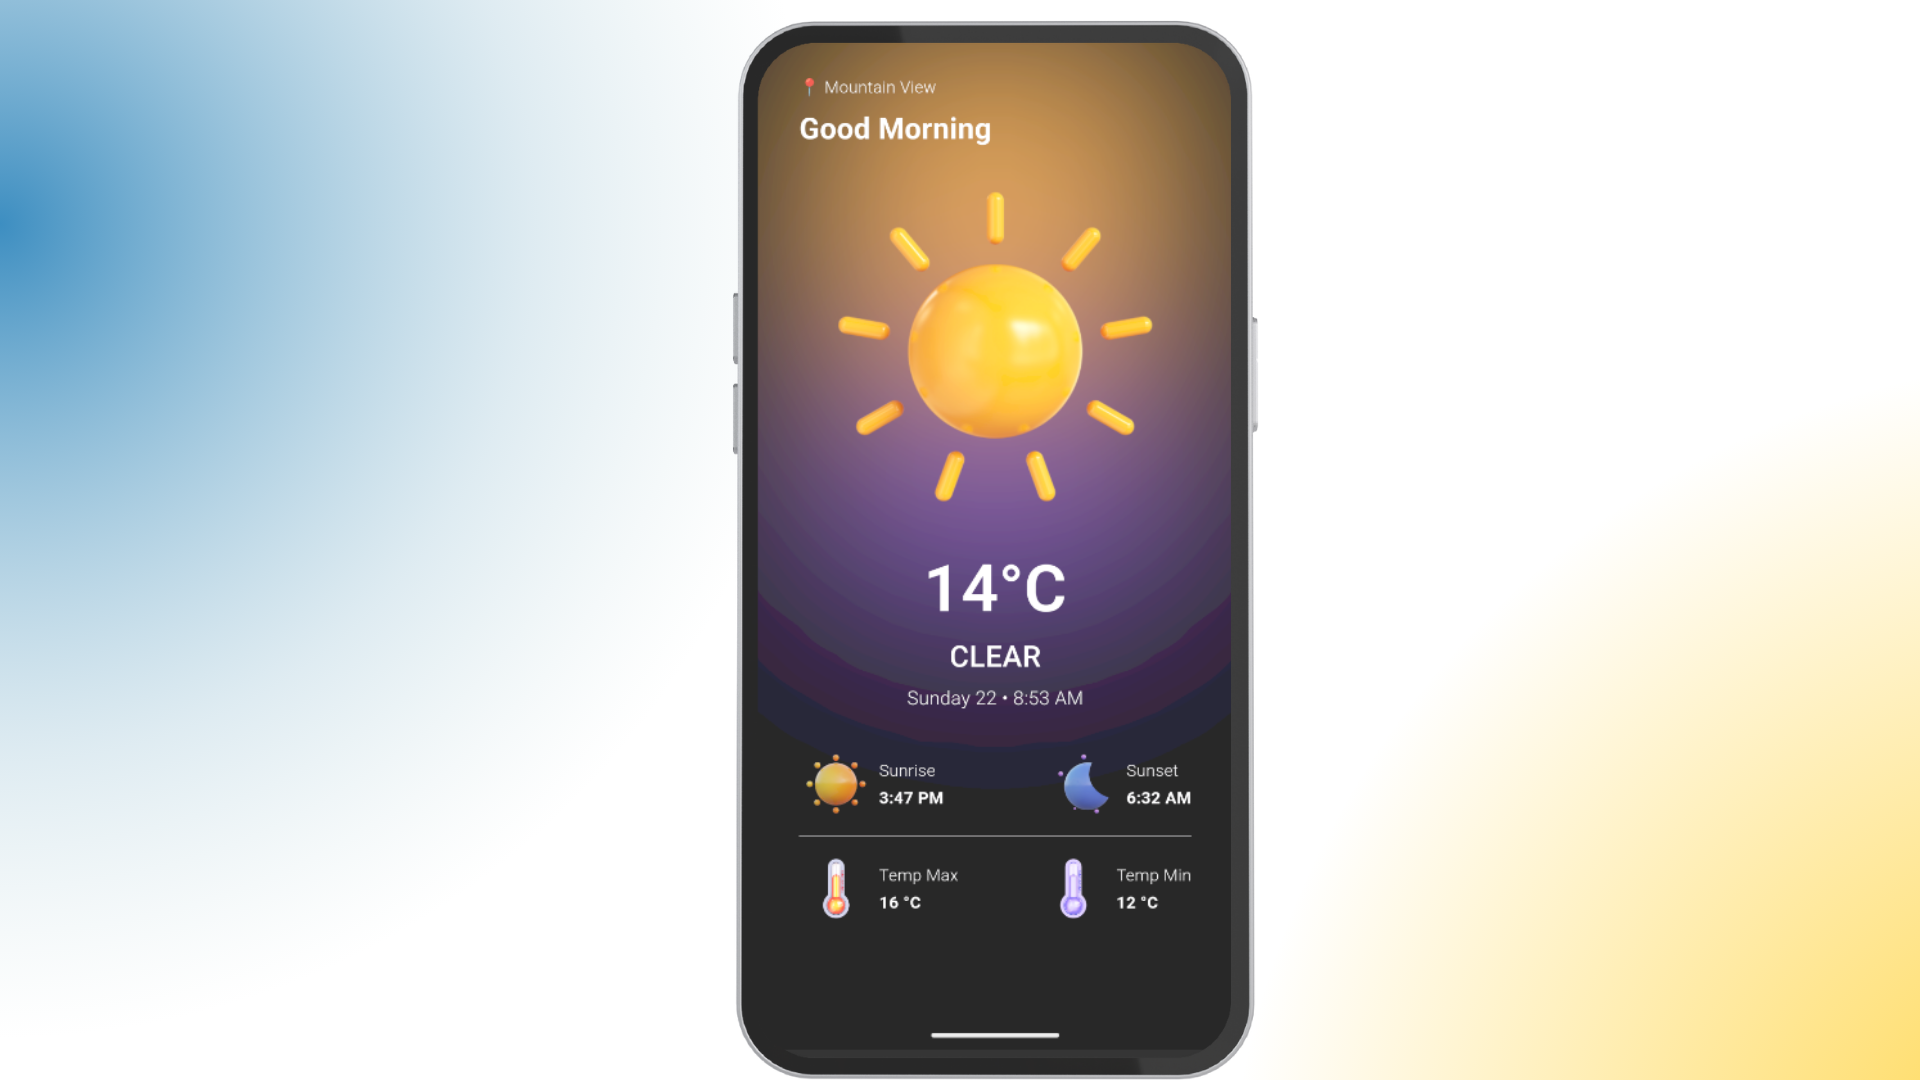 Mountain View
Good Morning
14°C
CLEAR
Sunday 22 • 8:53 AM
Sunrise
3:47 PM
Sunset
6:32 AM
Temp Max
16 °C
Temp Min
12 °C